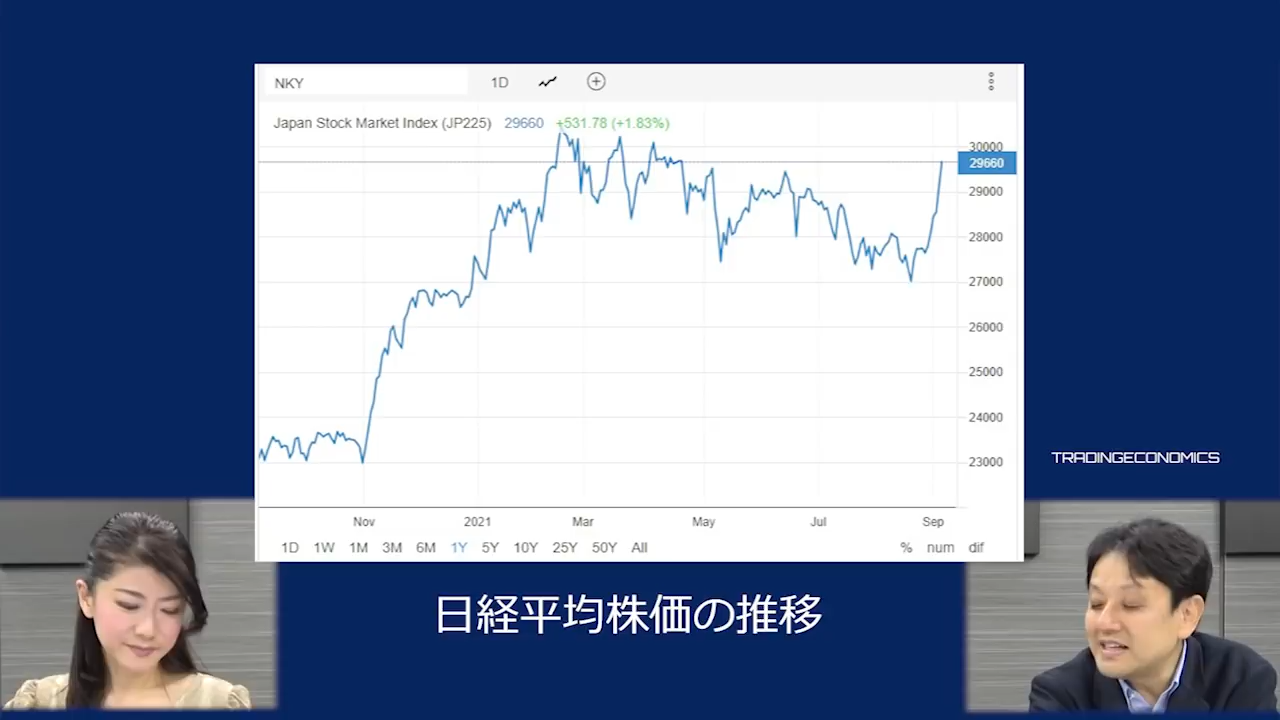 NKY 1D
Japan Stock Market Index (JP225) 29660 +531.78 (+1.83%)
30000
29660
29000
28000
27000
26000
25000
24000
23000
TRADINGECONOMICS
Nov 2021 Mar May Jul Sep
1D 1W 1M 3M 6M 1Y 5Y 10Y 25Y 50Y All % num dif
日経平均株価の推移